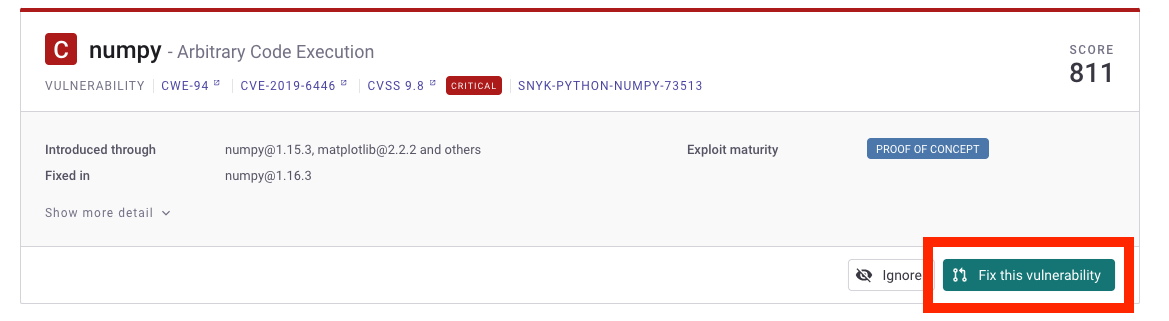 C numpy - Arbitrary Code Execution
SCORE
811
VULNERABILITY CWE-94 CVE-2019-6446 CVSS 9.8 CRITICAL SNYK-PYTHON-NUMPY-73513
Introduced through numpy@1.15.3, matplotlib@2.2.2 and others
Exploit maturity PROOF OF CONCEPT
Fixed in numpy@1.16.3
Show more detail
Ignore Fix this vulnerability